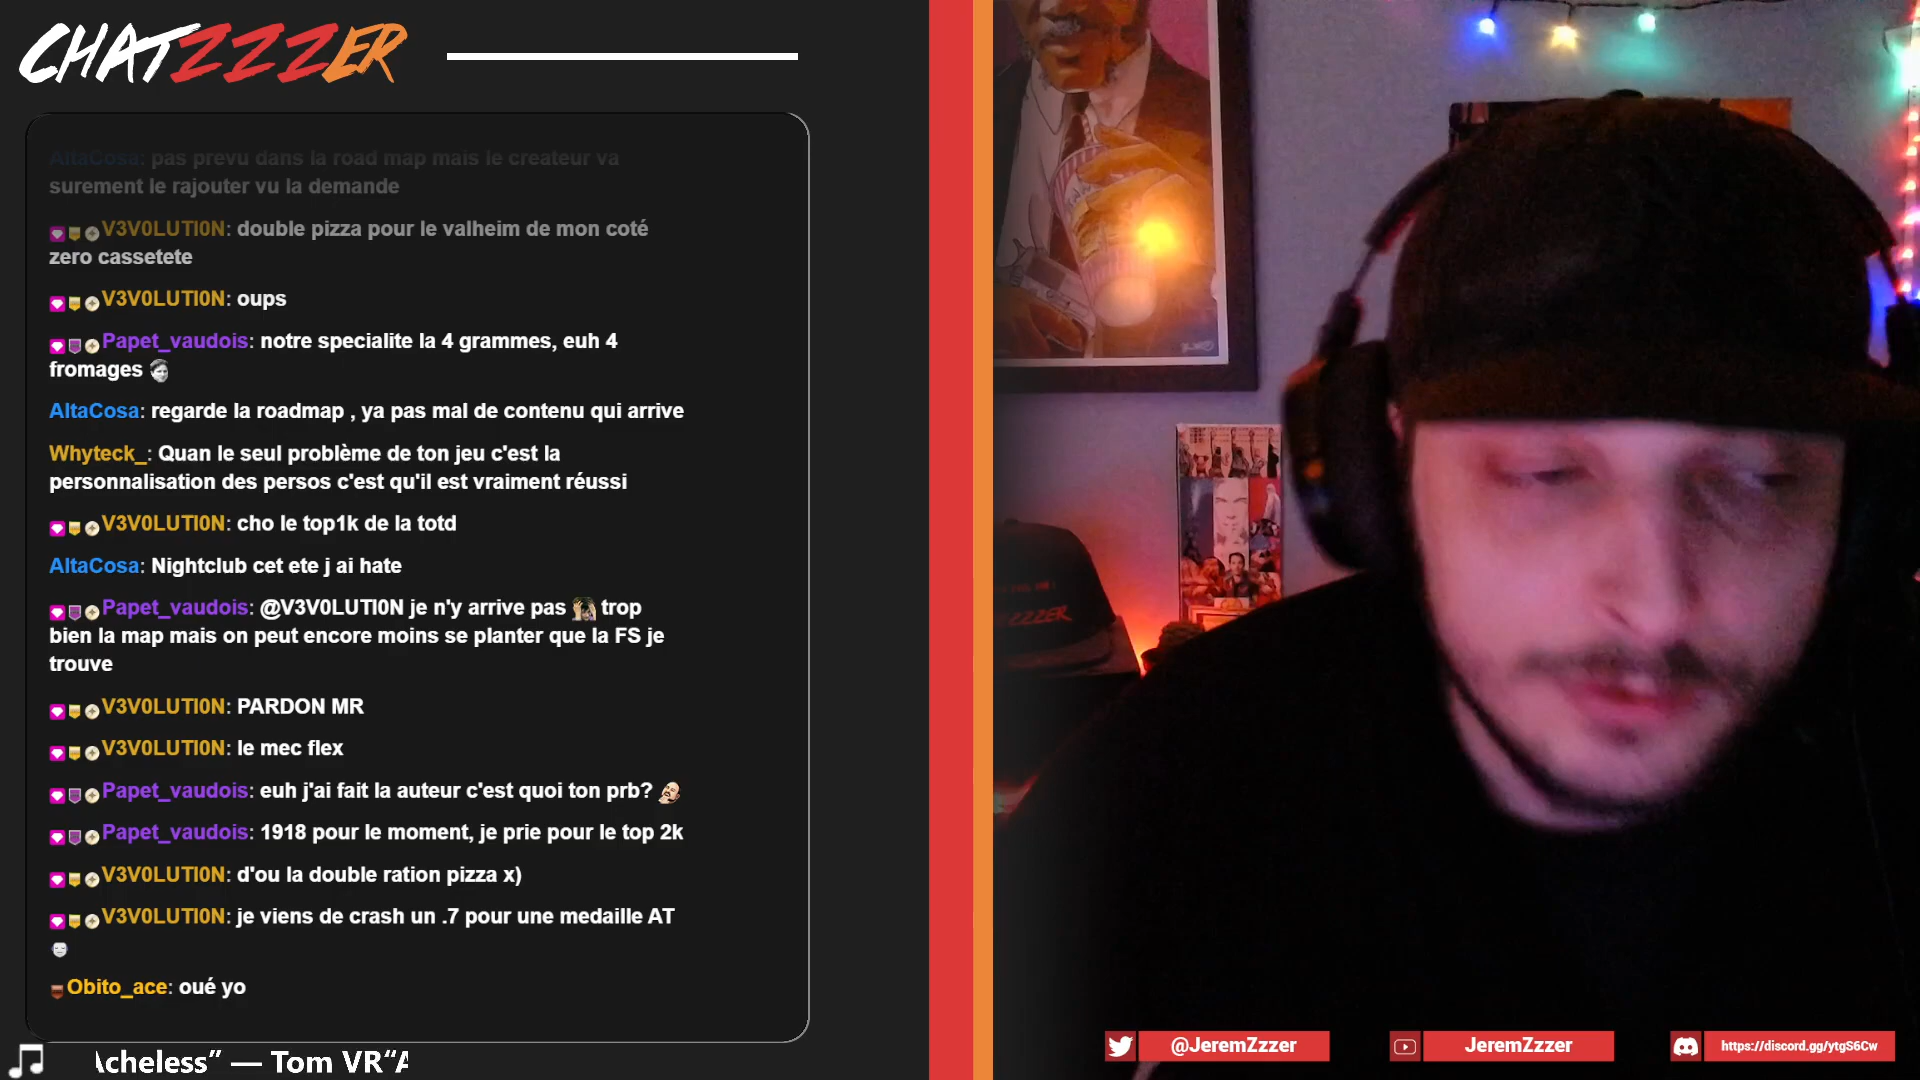 CHATZZZER
AltaCosa: pas prevu dans la road map mais le createur va
surement le rajouter vu la demande
V3V0LUTI0N: double pizza pour le valheim de mon coté
zero cassetete
V3V0LUTI0N: oups
Papet_vaudois: notre specialite la 4 grammes, euh 4
fromages
AltaCosa: regarde la roadmap , ya pas mal de contenu qui arrive
Whyteck_: Quan le seul problème de ton jeu c'est la
personnalisation des persos c'est qu'il est vraiment réussi
V3V0LUTI0N: cho le top1k de la totd
AltaCosa: Nightclub cet ete j ai hate
Papet_vaudois: @V3V0LUTI0N je n'y arrive pas trop
bien la map mais on peut encore moins se planter que la FS je
trouve
V3V0LUTI0N: PARDON MR
V3V0LUTI0N: le mec flex
Papet_vaudois: euh j'ai fait la auteur c'est quoi ton prb?
Papet_vaudois: 1918 pour le moment, je prie pour le top 2k
V3V0LUTI0N: d'ou la double ration pizza x)
V3V0LUTI0N: je viens de crash un .7 pour une medaille AT
Obito_ace: oué yo
Acheless” — Tom VR“A
ZZZER
@JeremZzzer
JeremZzzer
https://discord.gg/ytgS6Cw